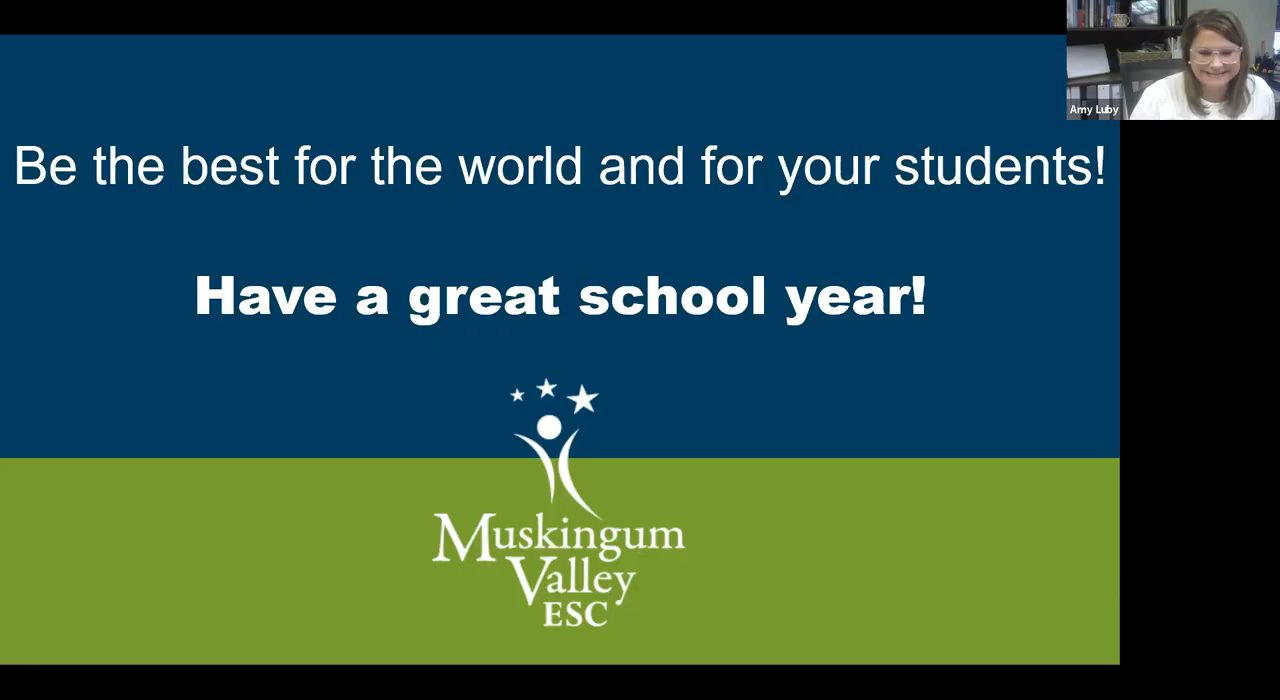 Amy Luby
Be the best for the world and for your students!
Have a great school year!
Muskingum
Valley
ESC